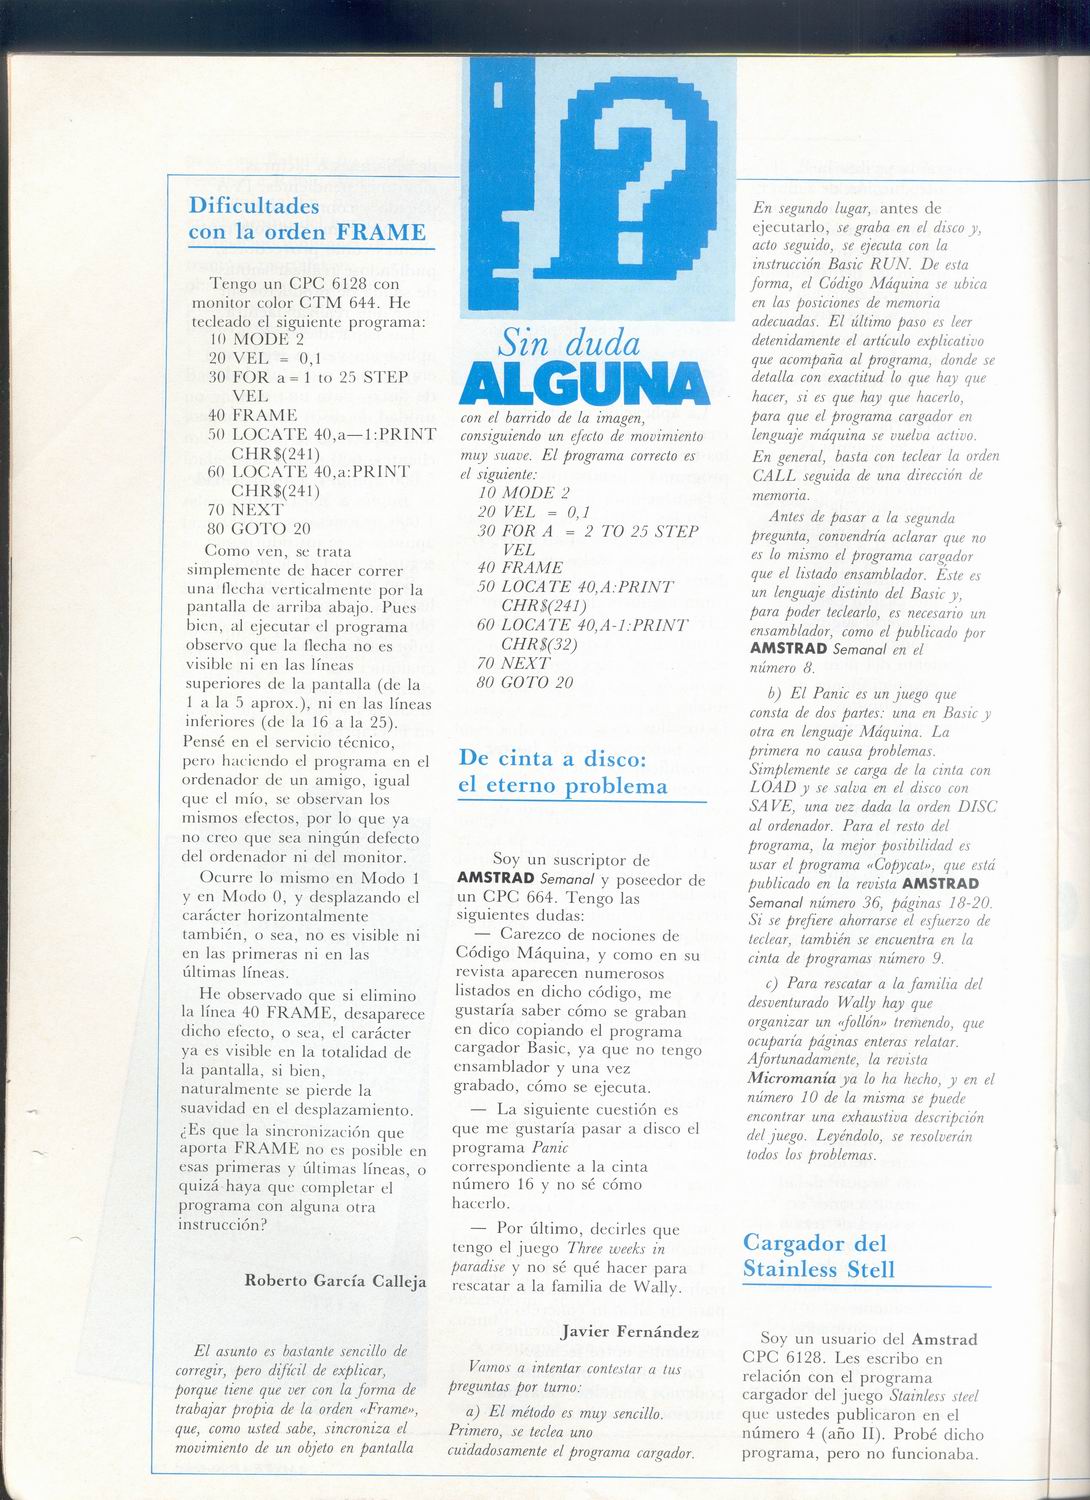 Dificultades
con la orden FRAME
Tengo un CPC 6128 con
monitor color CTM 644. He
tecleado el siguiente programa:
10 MODE 2
20 VEL = 0,1
30 FOR a = 1 to 25 STEP
VEL
40 FRAME
50 LOCATE 40,a—1:PRINT
CHR$(241)
60 LOCATE 40,a:PRINT
CHR$(241)
70 NEXT
80 GOTO 20
Como ven, se trata
simplemente de hacer correr
una flecha verticalmente por la
pantalla de arriba abajo. Pues
bien, al ejecutar el programa
observo que la flecha no es
visible ni en las líneas
superiores de la pantalla (de la
1 a la 5 aprox.), ni en las líneas
inferiores (de la 16 a la 25).
Pensé en el servicio técnico,
pero haciendo el programa en el
ordenador de un amigo, igual
que el mío, se observan los
mismos efectos, por lo que ya
no creo que sea ningún defecto
del ordenador ni del monitor.
Ocurre lo mismo en Modo 1
y en Modo 0, y desplazando el
carácter horizontalmente
también, o sea, no es visible ni
en las primeras ni en las
últimas líneas.
He observado que si elimino
la línea 40 FRAME, desaparece
dicho efecto, o sea, el carácter
ya es visible en la totalidad de
la pantalla, si bien,
naturalmente se pierde la
suavidad en el desplazamiento.
¿Es que la sincronización que
aporta FRAME no es posible en
esas primeras y últimas líneas, o
quizá haya que completar el
programa con alguna otra
instrucción?
Roberto García Calleja
El asunto es bastante sencillo de
corregir, pero difícil de explicar,
porque tiene que ver con la forma de
trabajar propia de la orden «Frame»,
que, como usted sabe, sincroniza el
movimiento de un objeto en pantalla
?
Sin duda
ALGUNA
con el barrido de la imagen,
consiguiendo un efecto de movimiento
muy suave. El programa correcto es
el siguiente:
10 MODE 2
20 VEL = 0,1
30 FOR A = 2 TO 25 STEP
VEL
40 FRAME
50 LOCATE 40,A:PRINT
CHR$(241)
60 LOCATE 40,A-1:PRINT
CHR$(32)
70 NEXT
80 GOTO 20
De cinta a disco:
el eterno problema
Soy un suscriptor de
AMSTRAD Semanal y poseedor de
un CPC 664. Tengo las
siguientes dudas:
— Carezco de nociones de
Código Máquina, y como en su
revista aparecen numerosos
listados en dicho código, me
gustaría saber cómo se graban
en dico copiando el programa
cargador Basic, ya que no tengo
ensamblador y una vez
grabado, cómo se ejecuta.
— La siguiente cuestión es
que me gustaría pasar a disco el
programa Panic
correspondiente a la cinta
número 16 y no sé cómo
hacerlo.
— Por último, decirles que
tengo el juego Three weeks in
paradise y no sé qué hacer para
rescatar a la familia de Wally.
Javier Fernández
Vamos a intentar contestar a tus
preguntas por turno:
a) El método es muy sencillo.
Primero, se teclea uno
cuidadosamente el programa cargador.
En segundo lugar, antes de
ejecutarlo, se graba en el disco y,
acto seguido, se ejecuta con la
instrucción Basic RUN. De esta
forma, el Código Máquina se ubica
en las posiciones de memoria
adecuadas. El último paso es leer
detenidamente el artículo explicativo
que acompaña al programa, donde se
detalla con exactitud lo que hay que
hacer, si es que hay que hacerlo,
para que el programa cargador en
lenguaje máquina se vuelva activo.
En general, basta con teclear la orden
CALL seguida de una dirección de
memoria.
Antes de pasar a la segunda
pregunta, convendría aclarar que no
es lo mismo el programa cargador
que el listado ensamblador. Éste es
un lenguaje distinto del Basic y,
para poder teclearlo, es necesario un
ensamblador, como el publicado por
AMSTRAD Semanal en el
número 8.
b) El Panic es un juego que
consta de dos partes: una en Basic y
otra en lenguaje Máquina. La
primera no causa problemas.
Simplemente se carga de la cinta con
LOAD y se salva en el disco con
SAVE, una vez dada la orden DISC
al ordenador. Para el resto del
programa, la mejor posibilidad es
usar el programa «Copycat», que está
publicado en la revista AMSTRAD
Semanal número 36, páginas 18-20.
Si se prefiere ahorrarse el esfuerzo de
teclear, también se encuentra en la
cinta de programas número 9.
c) Para rescatar a la familia del
desventurado Wally hay que
organizar un «follón» tremendo, que
ocuparía páginas enteras relatar.
Afortunadamente, la revista
Micromanía ya lo ha hecho, y en el
número 10 de la misma se puede
encontrar una exhaustiva descripción
del juego. Leyéndolo, se resolverán
todos los problemas.
Cargador del
Stainless Stell
Soy un usuario del Amstrad
CPC 6128. Les escribo en
relación con el programa
cargador del juego Stainless steel
que ustedes publicaron en el
número 4 (año II). Probé dicho
programa, pero no funcionaba.